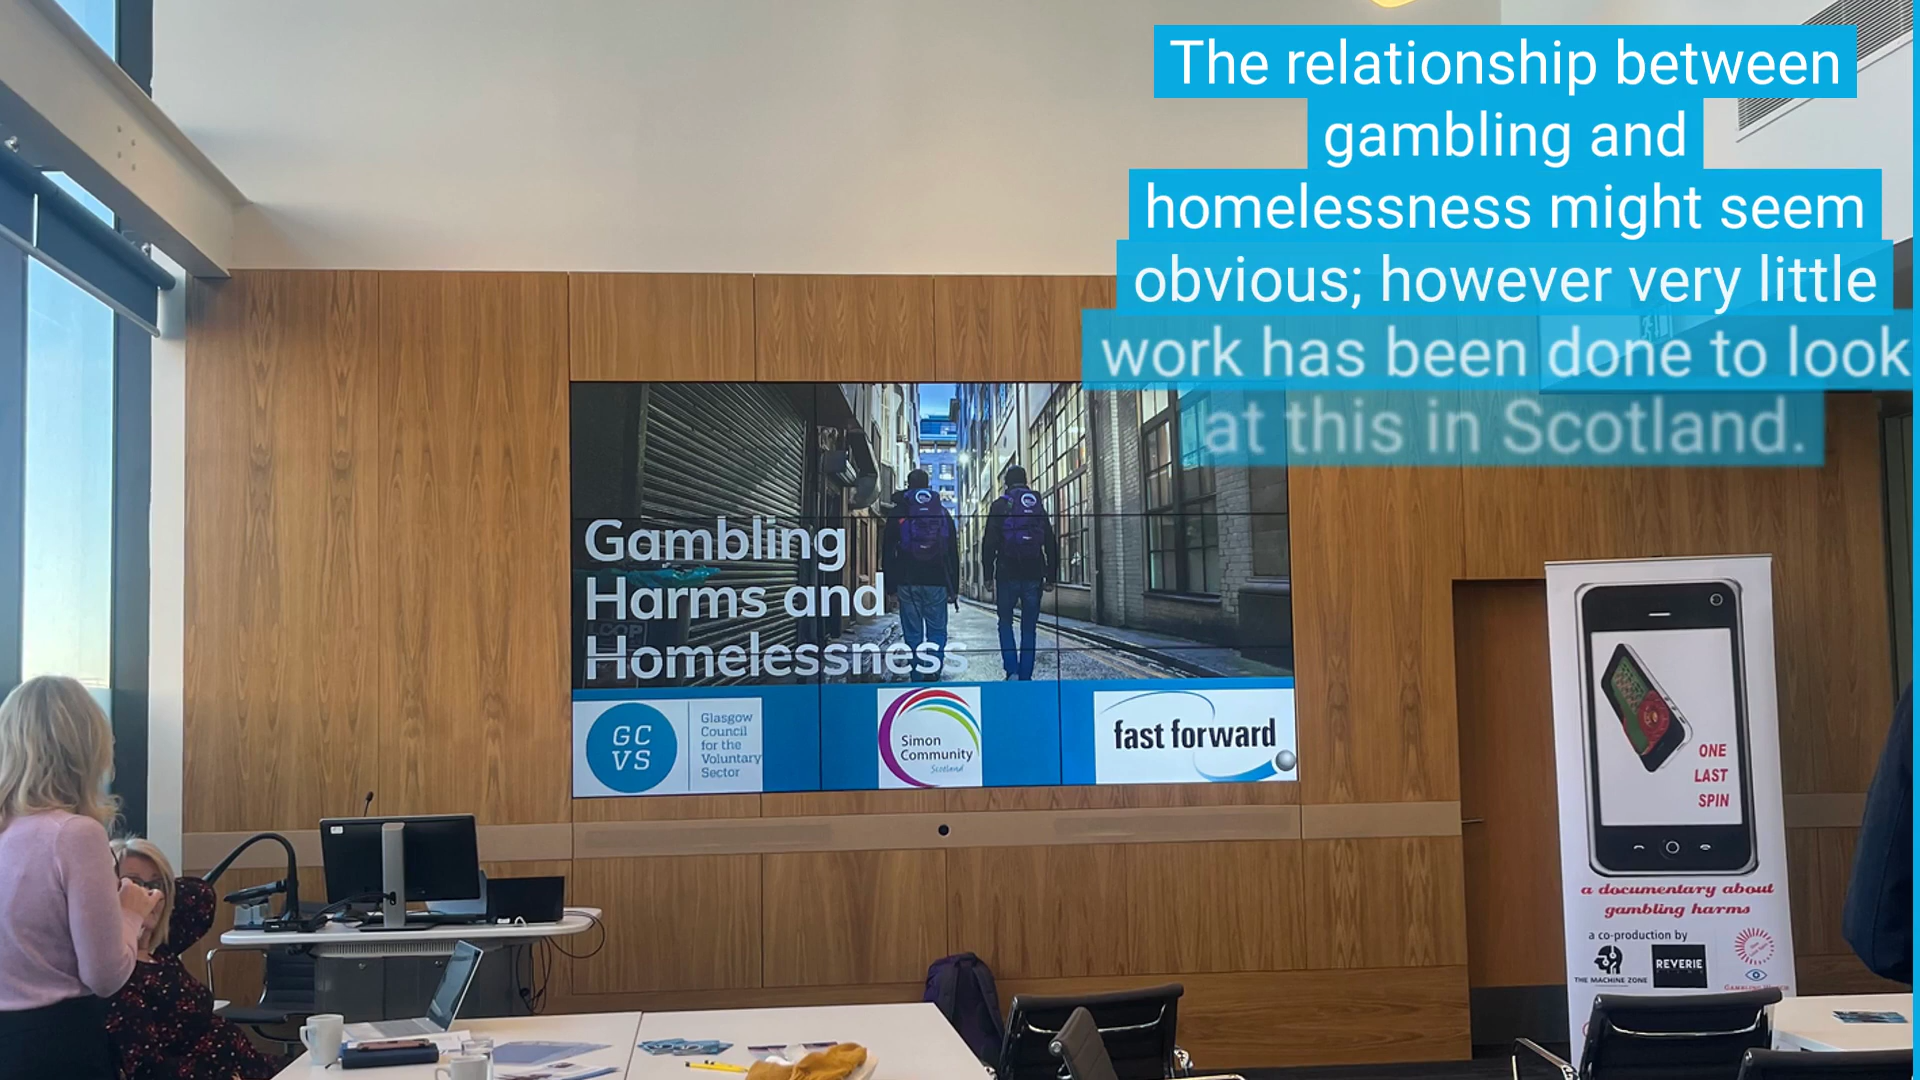 The relationship between
gambling and
homelessness might seem
obvious; however very little
work has been done to look
at this in Scotland.
Gambling
Harms and
Homelessness
GC
VS
Glasgow
Council
for the
Voluntary
Sector
Simon
Community
Scotland
fast forward
ONE
LAST
SPIN
a documentary about
gambling harms
a co-production by
THE MACHINE ZONE
REVERIE